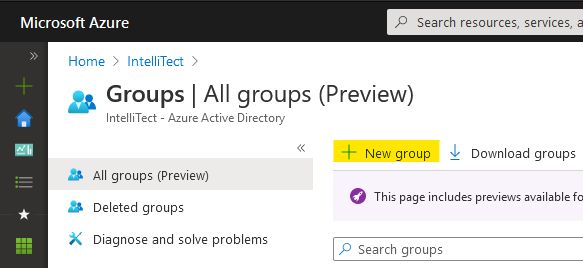 Microsoft Azure
Search resources, services, a
Home > IntelliTect >
Groups | All groups (Preview)
IntelliTect - Azure Active Directory
«
»
All groups (Preview)
Deleted groups
Diagnose and solve problems
+ New group
Download groups
This page includes previews available fo
Search groups